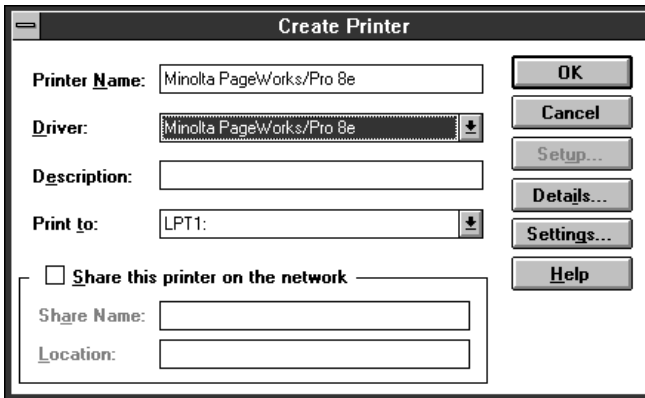 Create Printer
Printer Name: Minolta PageWorks/Pro 8e
Driver: Minolta PageWorks/Pro 8e
Description:
Print to: LPT1:
Share this printer on the network
Share Name:
Location:
OK
Cancel
Setup...
Details...
Settings...
Help